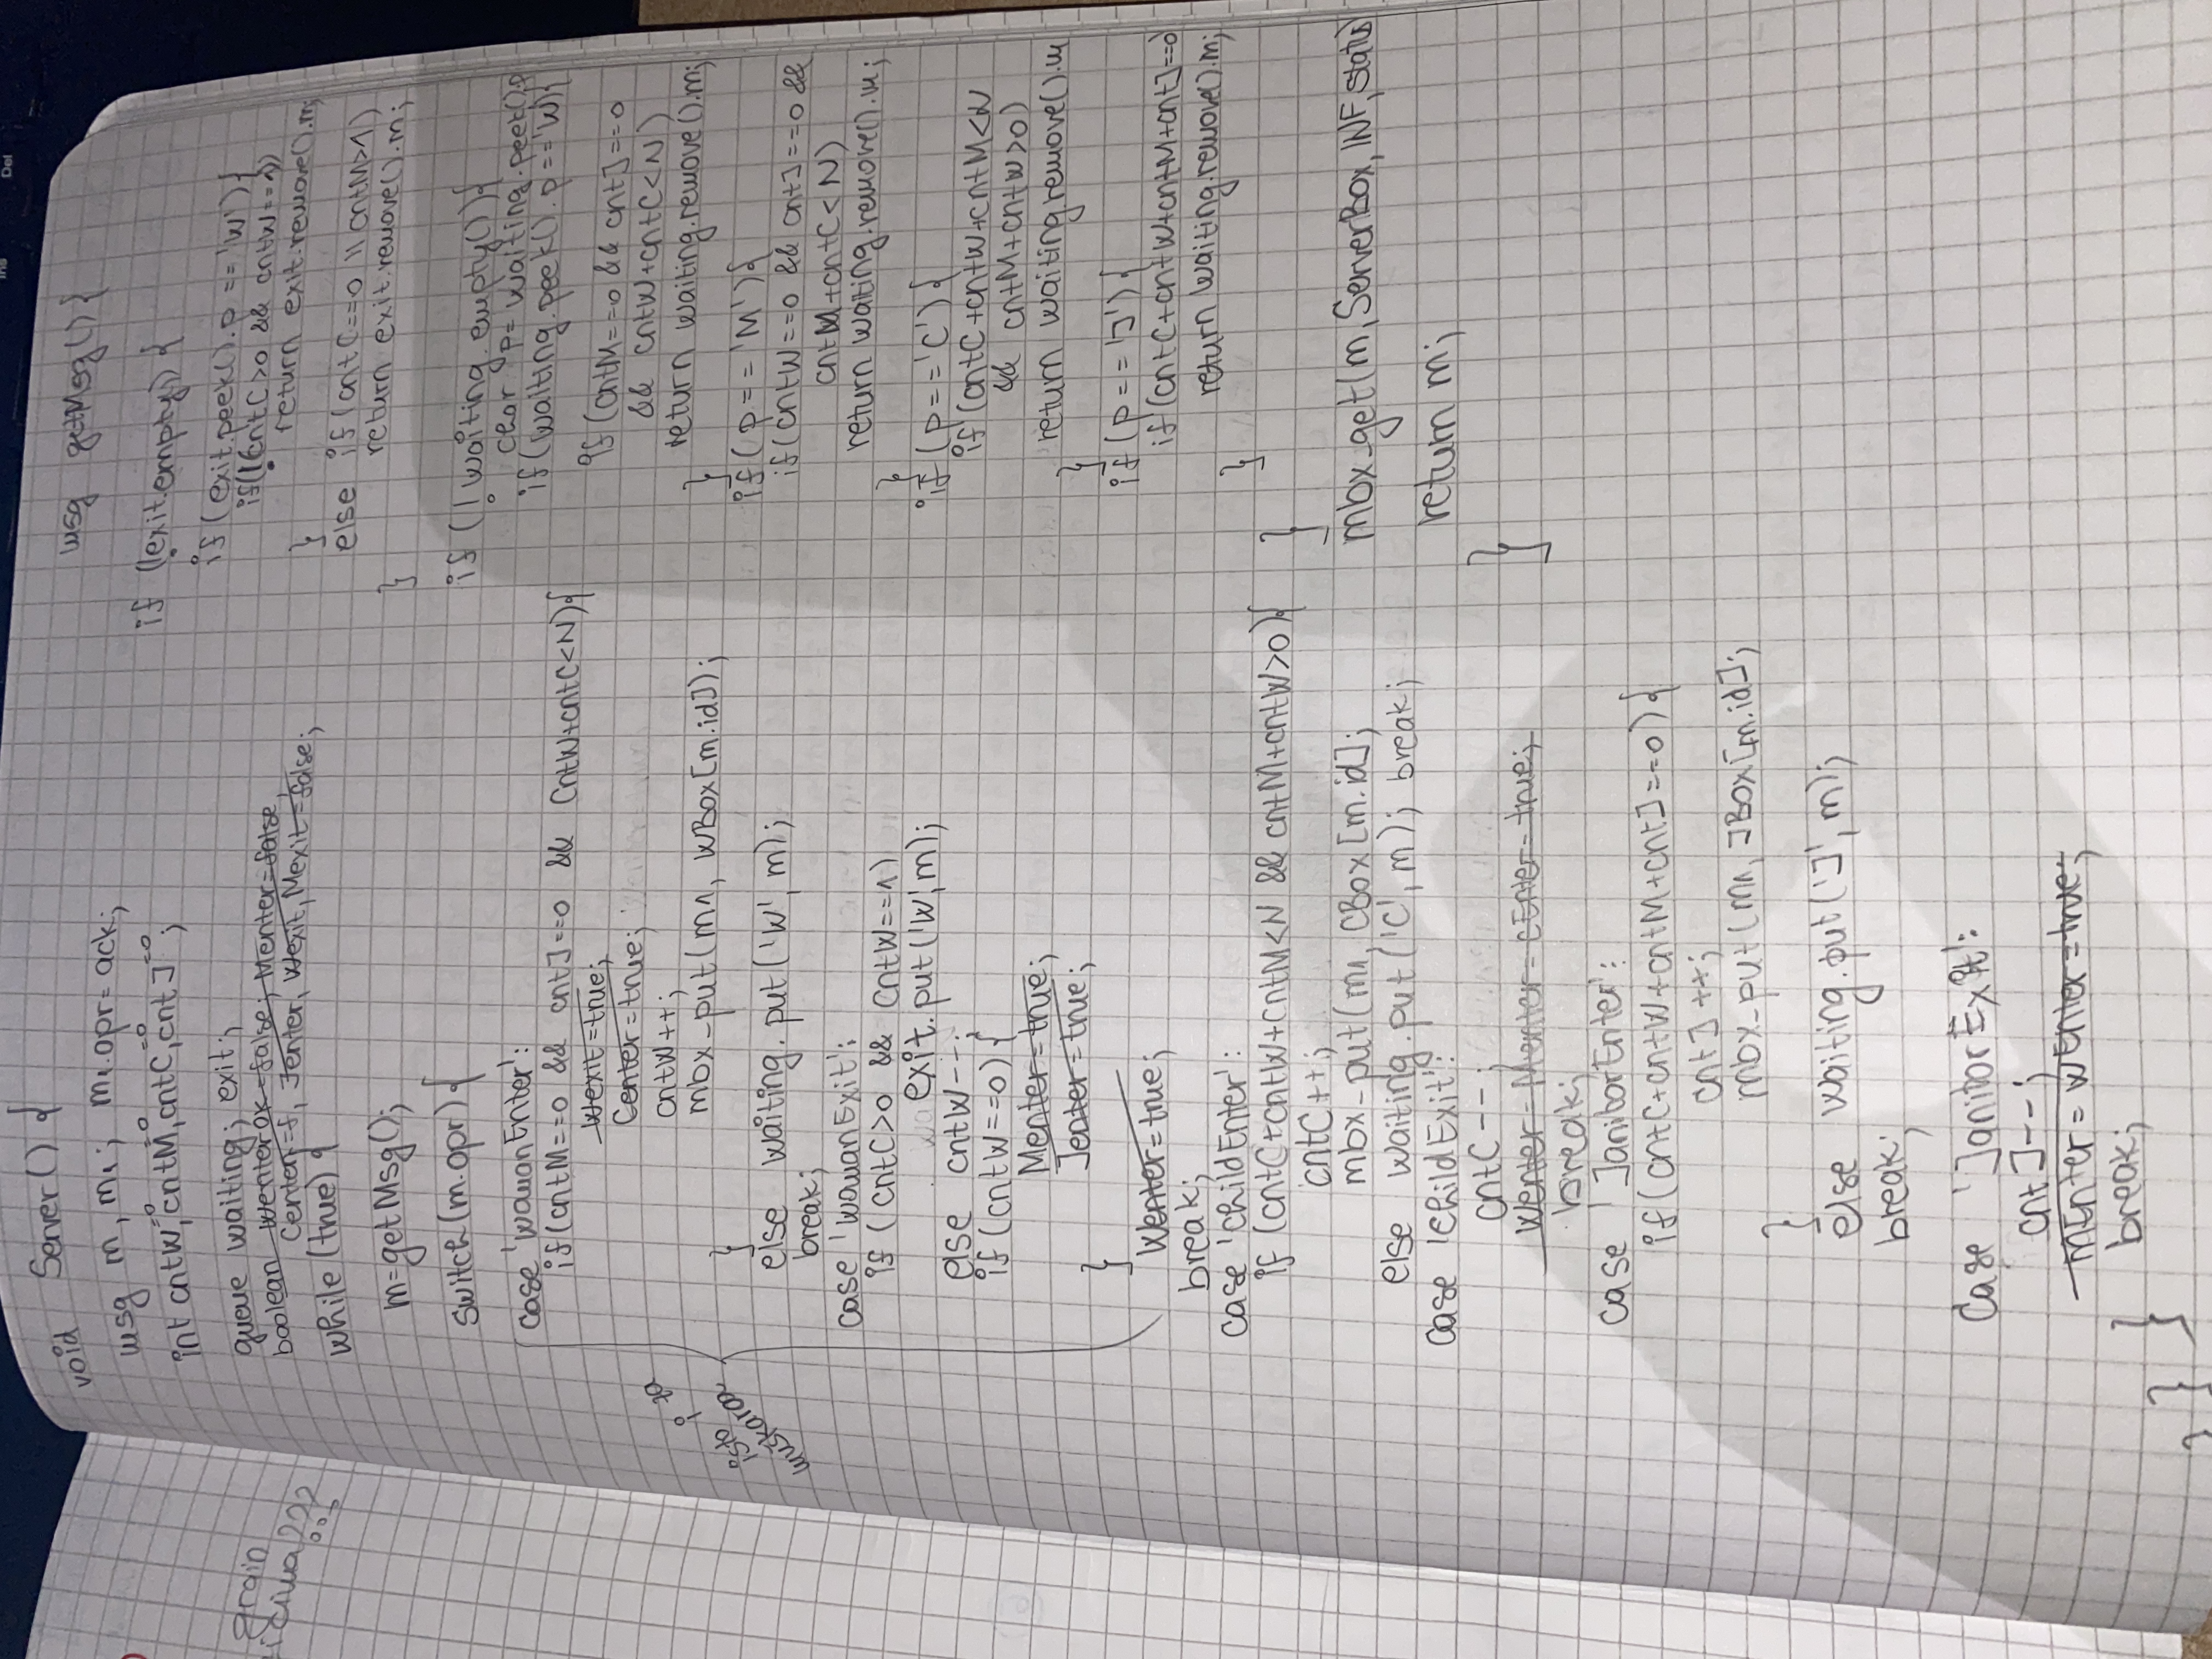 Ins
Del
grain
void Server() {
msg m, m1; m1.opr=ack;
int cntW=0, cntM=0, cntC=0, cntJ=0;
queue waiting; exit;
boolean wenterOk=false; Menter=false,
Center=f, Jenter, Wexit, Mexit=false;
while(true) {
m=getMsg();
switch(m.opr){
case 'womanEnter':
if(cntM==0 && cntJ==0 && CntW+cntC<N){
Wexit=true;
Center=true;
cntW++;
mbx_put(m1, WBox[m.id]);
}
else waiting.put('W', m);
break;
isto i za
muškarca
case 'womanExit':
if (cntC>0 && CntW==1)
exit.put('W', m);
else cntW--;
if(cntW==0){
Menter=true;
Jenter=true;
}
Wenter=true;
break;
case 'childEnter':
if (cntC+cntW+cntM<N && cntM+cntW>0){
cntC++;
mbx_put(m1, CBox[m.id];
else waiting.put('C', m); break;
Case 'childExit':
cntC--;
Wenter=Menter=cEnter=true;
break;
case 'JanitorEnter':
if(cntC+cntW+cntM+cntJ==0){
cntJ++;
mbx_put(m1, JBox[m.id];
}
else waiting.put('J', m);
break;
Case 'JanitorExit':
cntJ--;
mEnter=wEnter=true;
break;
}
}
}
msg getMsg(){
if (!exit.empty()) {
if(exit.peek().p=='W'){
if(!(cntC>0 && cntW==1))
return exit.remove().m;
}
else if(cntC==0 || cntM>1)
return exit.remove().m;
}
if (!waiting.empty()){
char p=waiting.peek().p
if(waiting.peek().p=='W'){
if(cntM==0 && cntJ==0
&& cntW+cntC<N)
return waiting.remove().m;
}
if(p=='M'){
if(cntW==0 && cntJ==0 &&
cntM+cntC<N)
return waiting.remove().m;
}
if(p=='C'){
if(cntC+cntW+cntM<N
&& cntM+cntW>0)
return waiting.remove().m
}
if(p=='J'){
if(cntC+cntW+cntM+cntJ==0)
return waiting.remove().m;
}
}
mbx_get(m, ServerBox, INF, status)
return m;
}